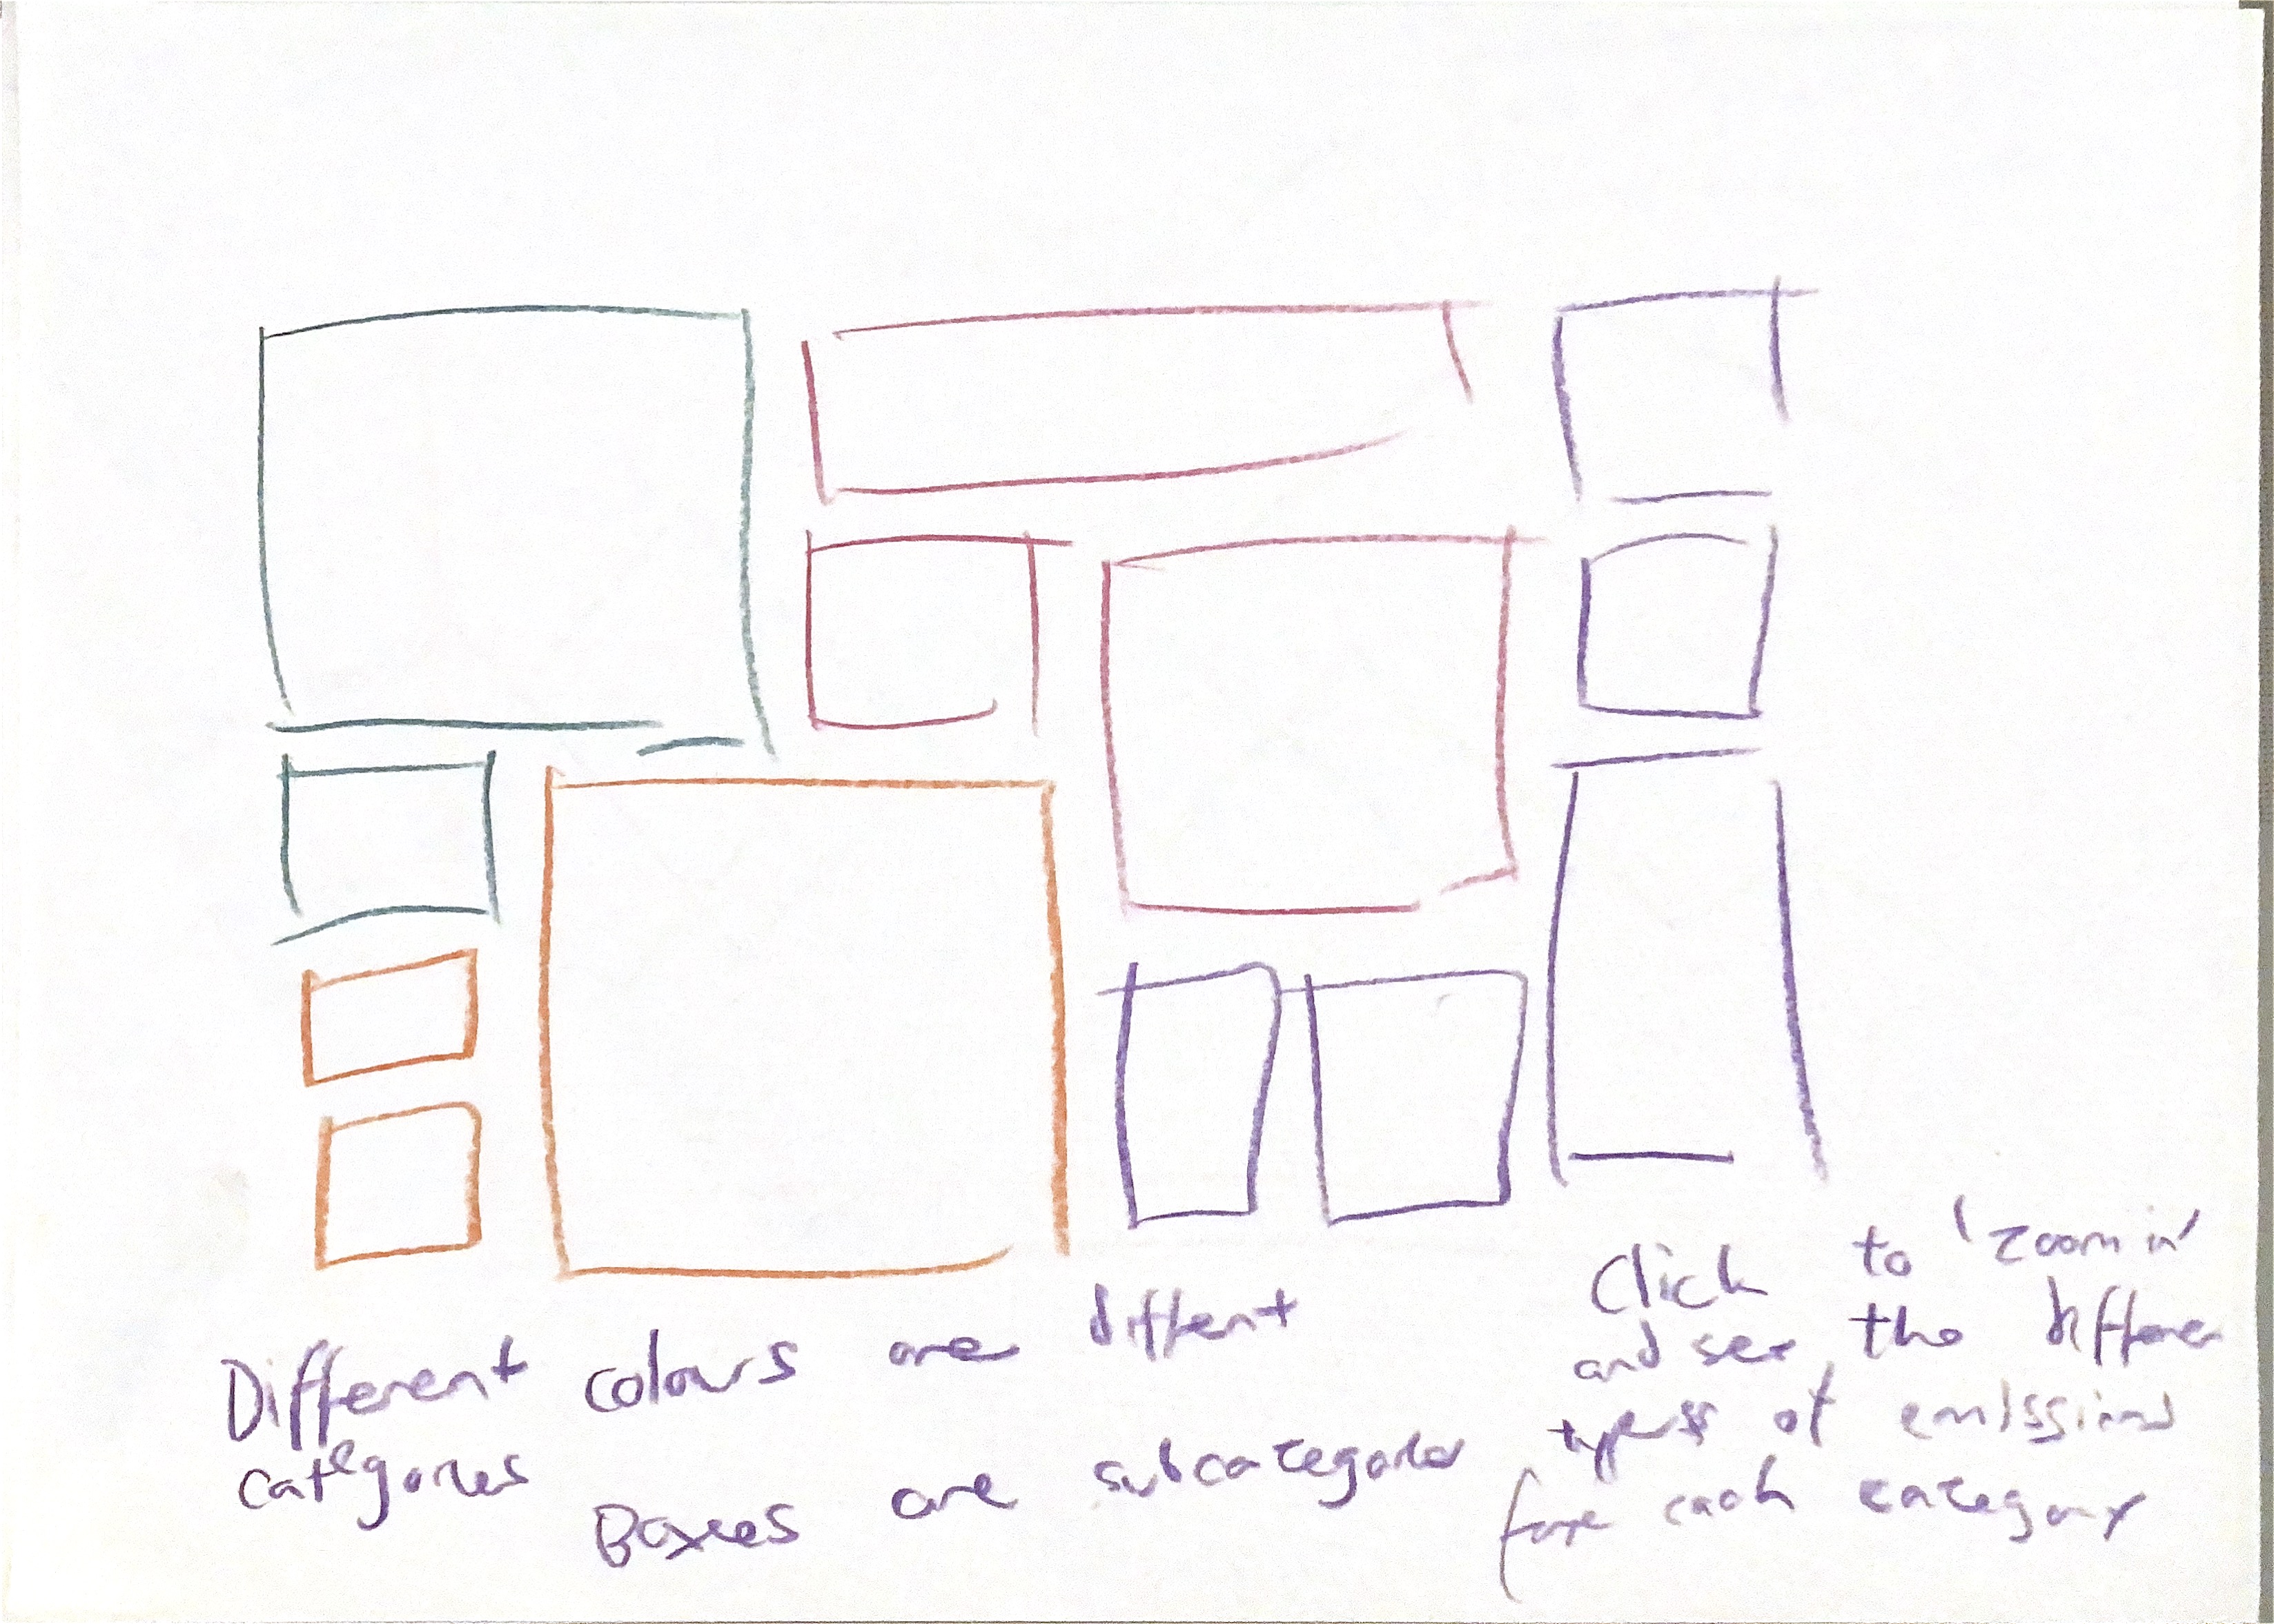 Different colours are diffent
categories
Boxes are subcategories
Click to 'zoom in'
and see, the differen
types of emissions
for each category